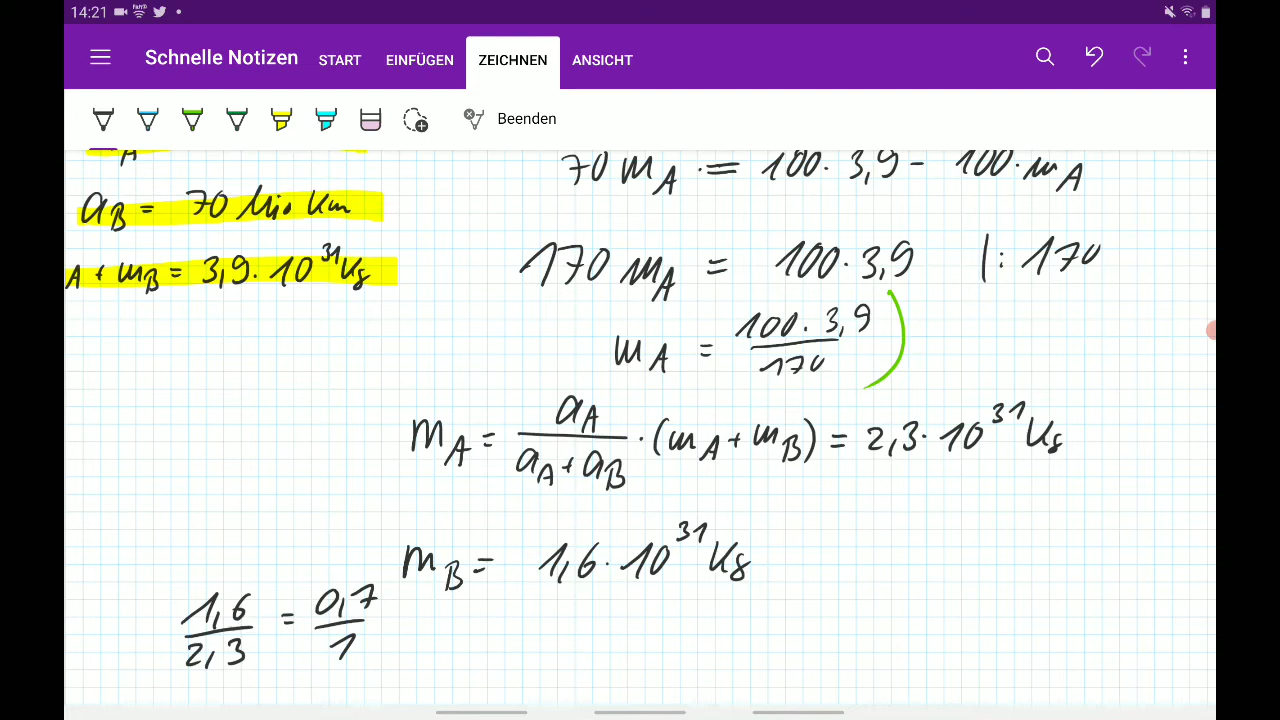 14:21
Schnelle Notizen START EINFÜGEN ZEICHNEN ANSICHT
Beenden
A
a_B = 70 Mio Km
A + m_B = 3,9 · 10^31 Kg
70 m_A = 100 · 3,9 - 100 · m_A
170 m_A = 100 · 3,9 | : 170
m_A = 100 · 3,9 / 170
m_A = a_A / a_A + a_B · (m_A + m_B) = 2,3 · 10^31 Kg
m_B = 1,6 · 10^31 Kg
1,6 / 2,3 = 0,7 / 1